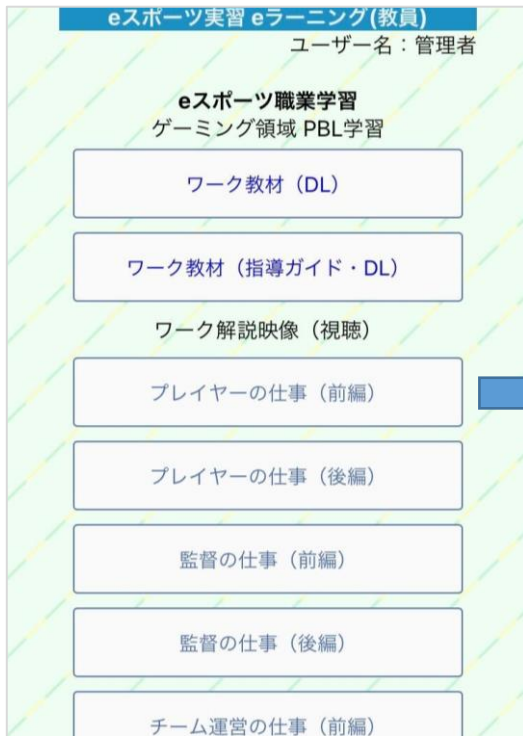 eスポーツ実習 eラーニング(教員)
ユーザー名：管理者
eスポーツ職業学習
ゲーミング領域 PBL学習
ワーク教材（DL）
ワーク教材（指導ガイド・DL）
ワーク解説映像（視聴）
プレイヤーの仕事（前編）
プレイヤーの仕事（後編）
監督の仕事（前編）
監督の仕事（後編）
チーム運営の仕事（前編）